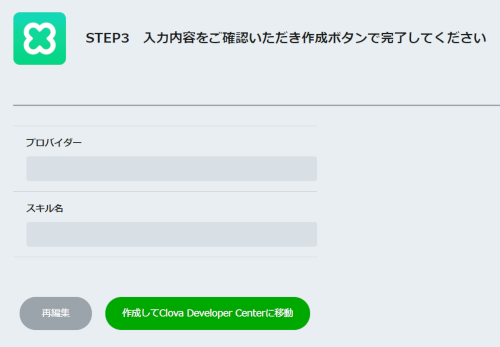 STEP3　入力内容をご確認いただき作成ボタンで完了してください
プロバイダー
スキル名
再編集
作成してClova Developer Centerに移動